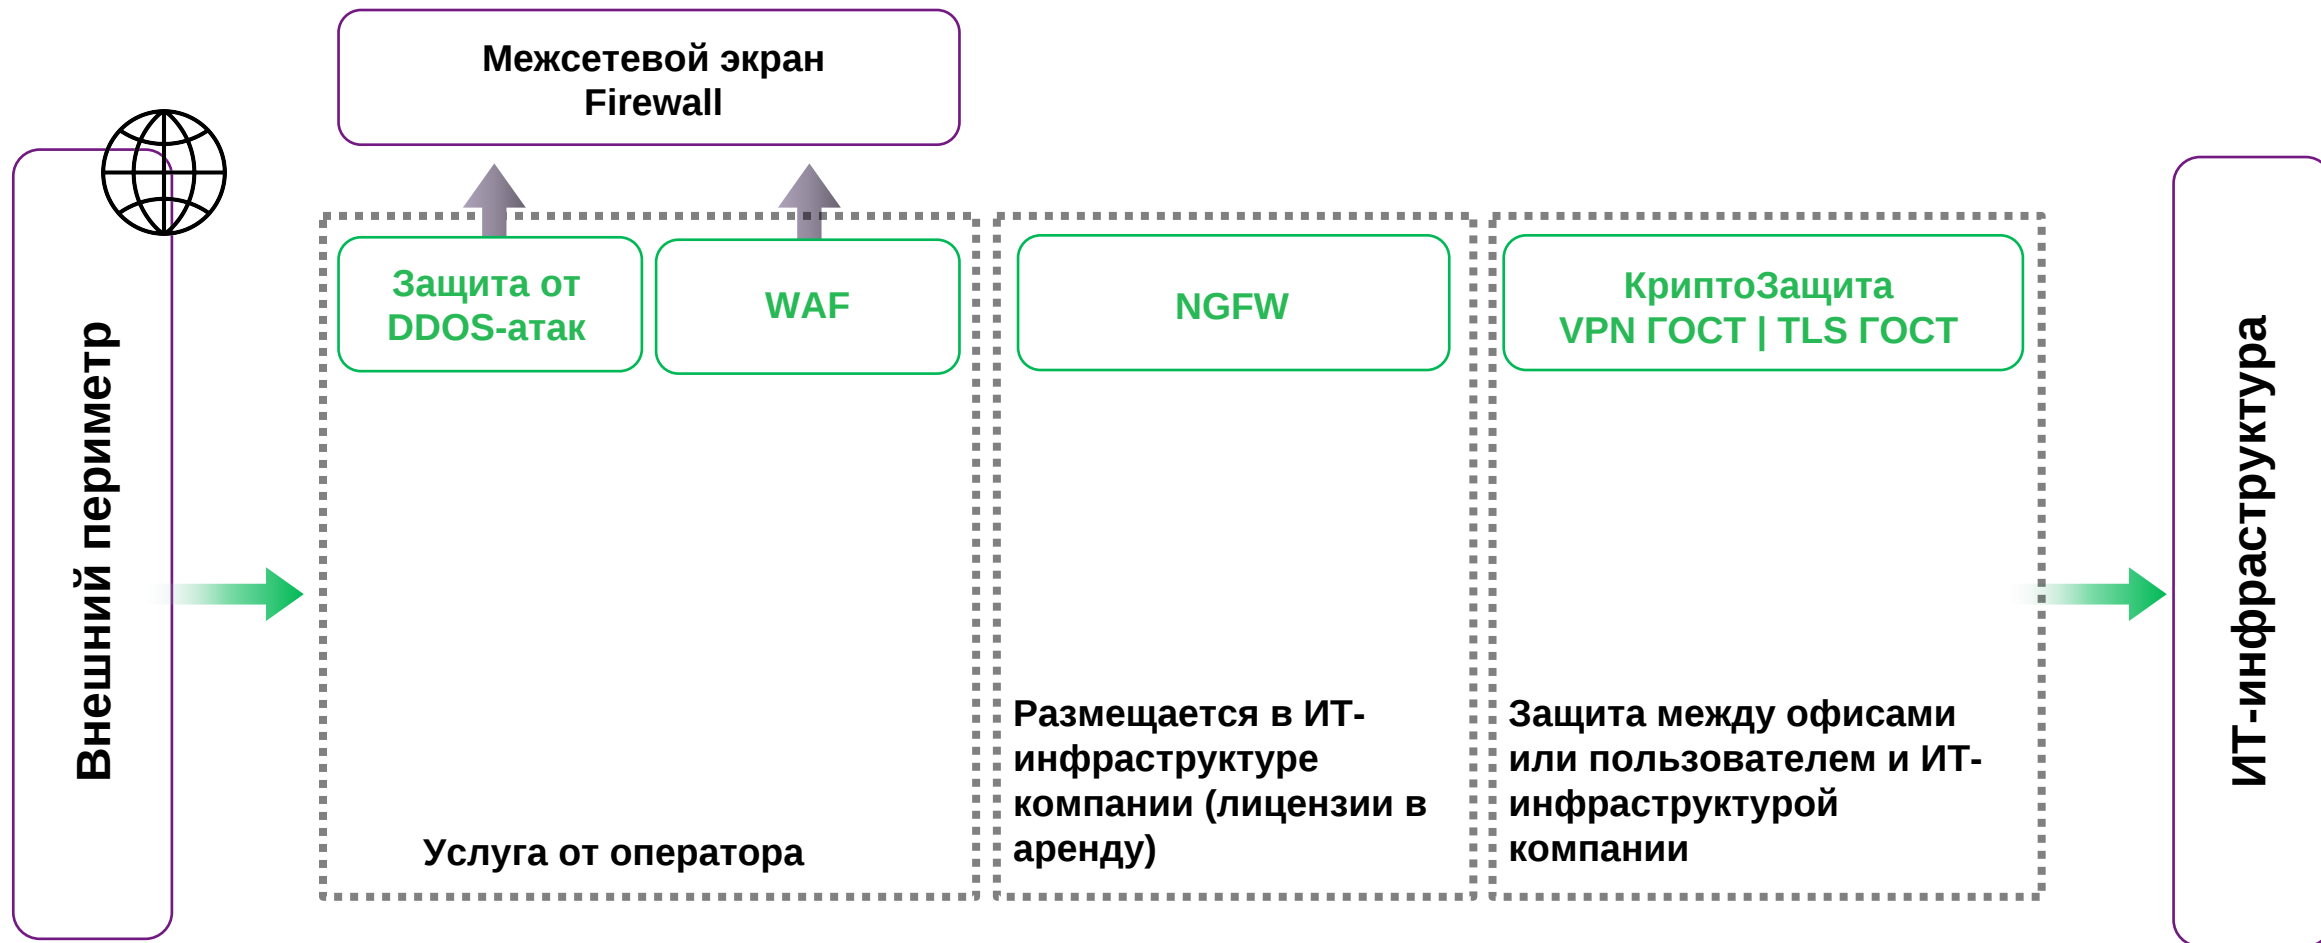 Межсетевой экран
Firewall
Внешний периметр
Защита от
DDOS-атак
WAF
NGFW
КриптоЗащита
VPN ГОСТ | TLS ГОСТ
Услуга от оператора
Размещается в ИТ-
инфраструктуре
компании (лицензии в
аренду)
Защита между офисами
или пользователем и ИТ-
инфраструктурой
компании
ИТ-инфраструктура